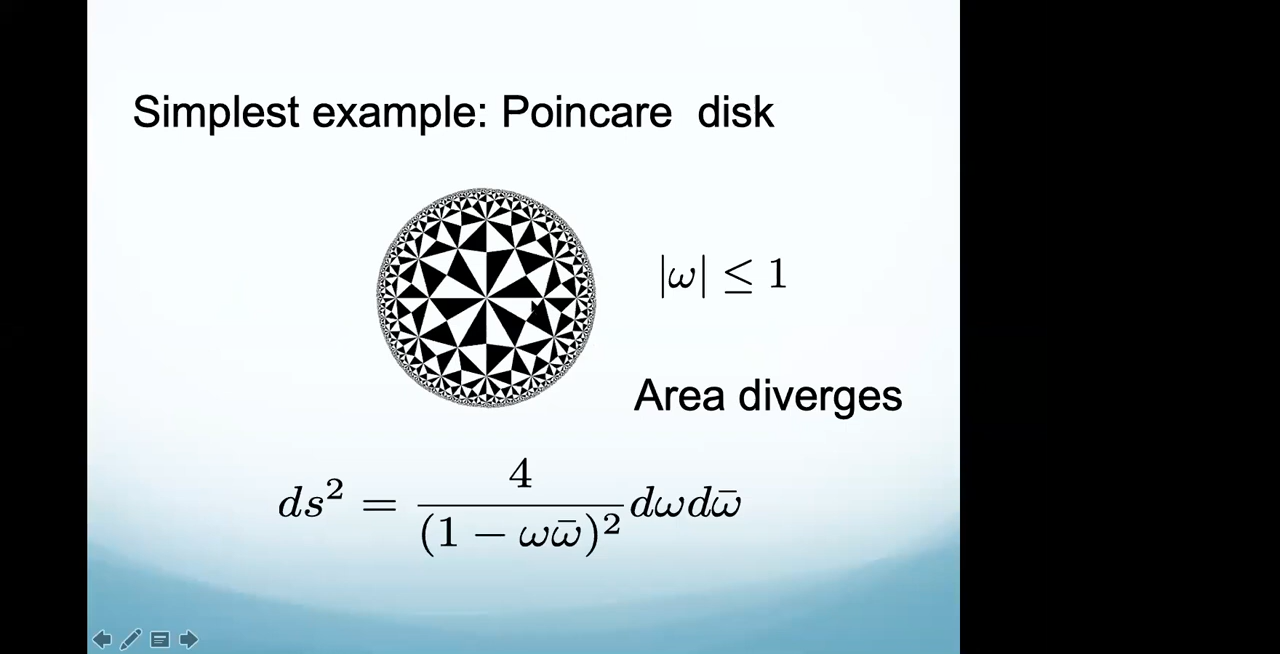 Simplest example: Poincare disk
|ω| ≤ 1
Area diverges
ds² = 4/(1 − ωω̄)² dωdω̄